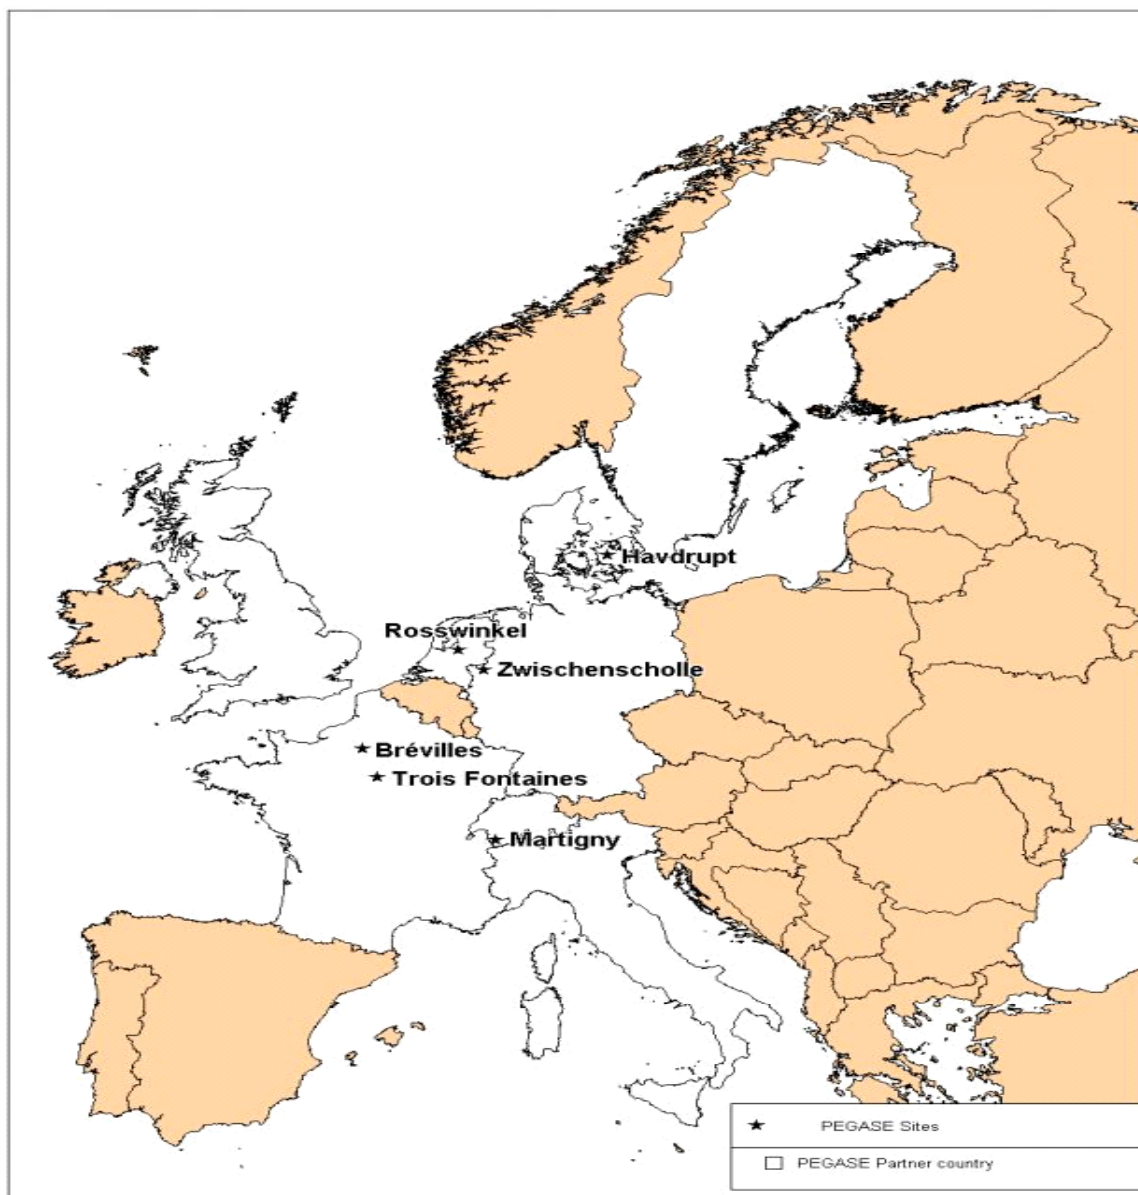 Havdrupt
Rosswinkel
Zwischenscholle
Brévilles
Trois Fontaines
Martigny
PEGASE Sites
PEGASE Partner country